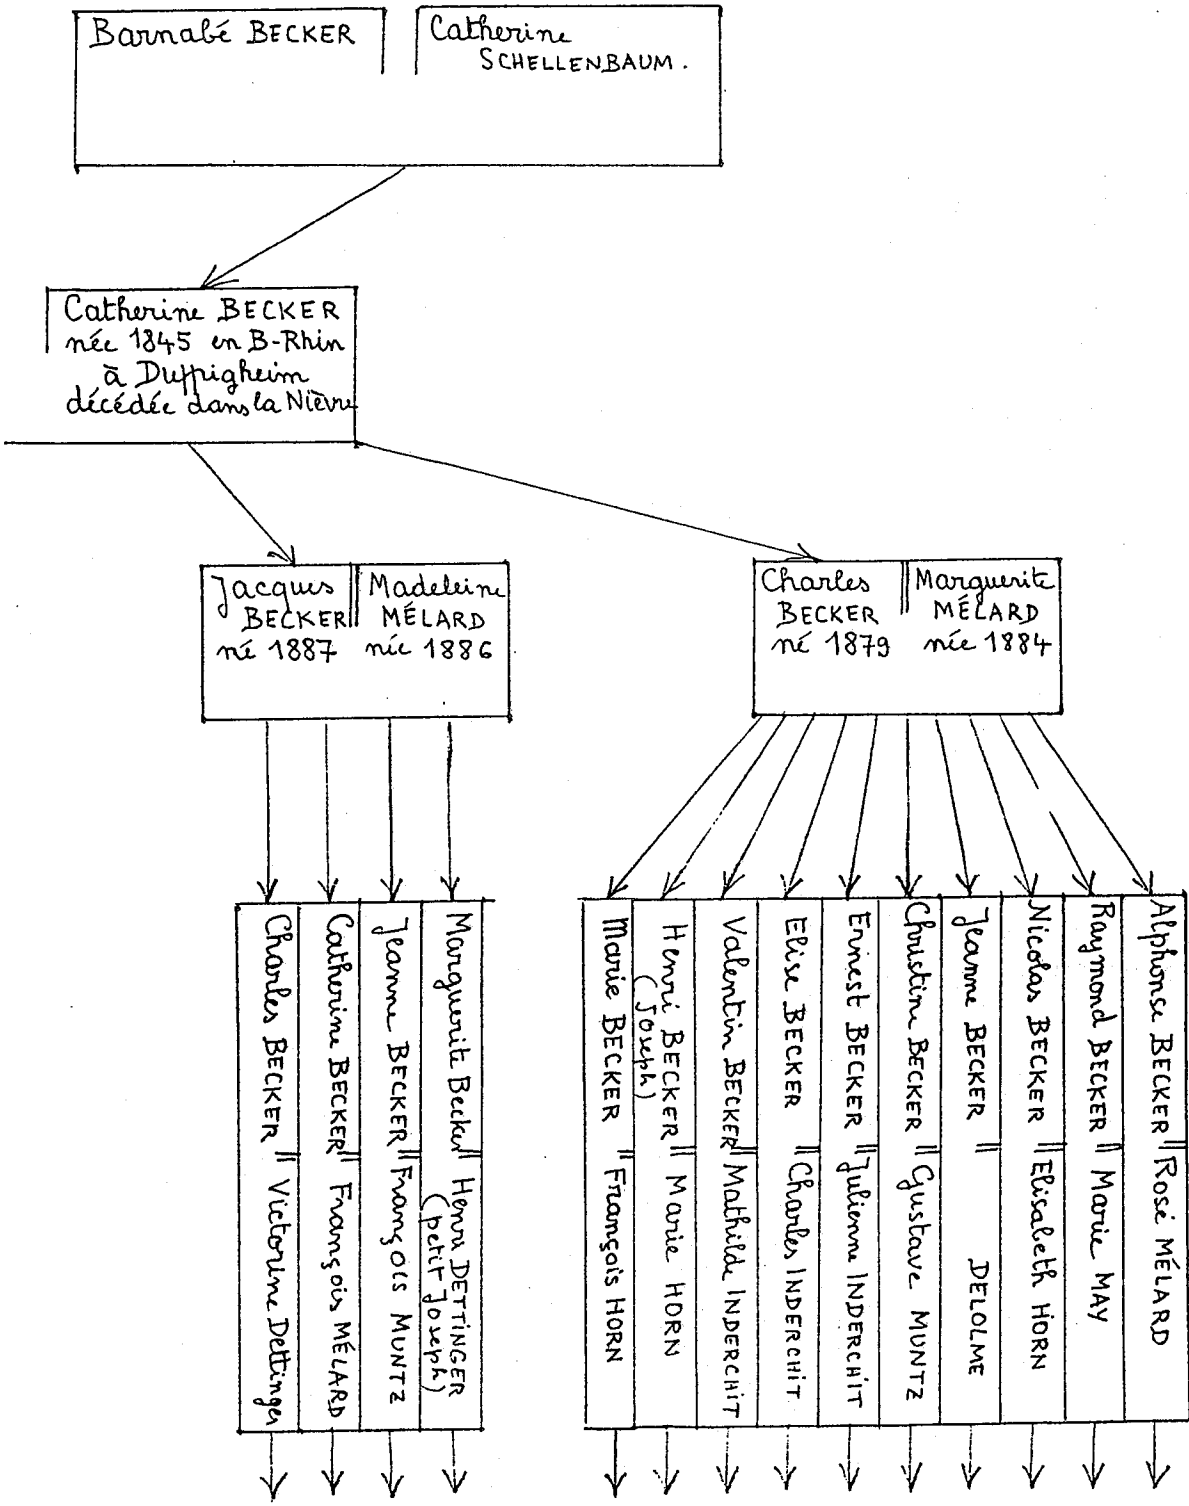 Barnabé BECKER
Catherine
SCHELLENBAUM.
Catherine BECKER
née 1845 en B-Rhin
à Duppigheim
décédée dans la Nièvre
Jacques
BECKER
né 1887
Madeleine
MÉLARD
née 1886
Charles
BECKER
né 1879
Marguerite
MÉLARD
née 1884
Charles BECKER || Victorine Dettinger
Catherine BECKER || François MÉLARD
Jeanne BECKER || François MUNTZ
Marguerite Becker || Henri DETTINGER
(petit Joseph)
Marie BECKER || François HORN
Henri BECKER || Marie HORN
(Joseph)
Valentin BECKER || Mathilde INDERCHIT
Elise BECKER || Charles INDERCHIT
Ernest BECKER || Julienne INDERCHIT
Christine BECKER || Gustave MUNTZ
Jeanne BECKER || DELOLME
Nicolas BECKER || Elisabeth HORN
Raymond BECKER || Marie MAY
Alphonse BECKER || Rosé MÉLARD